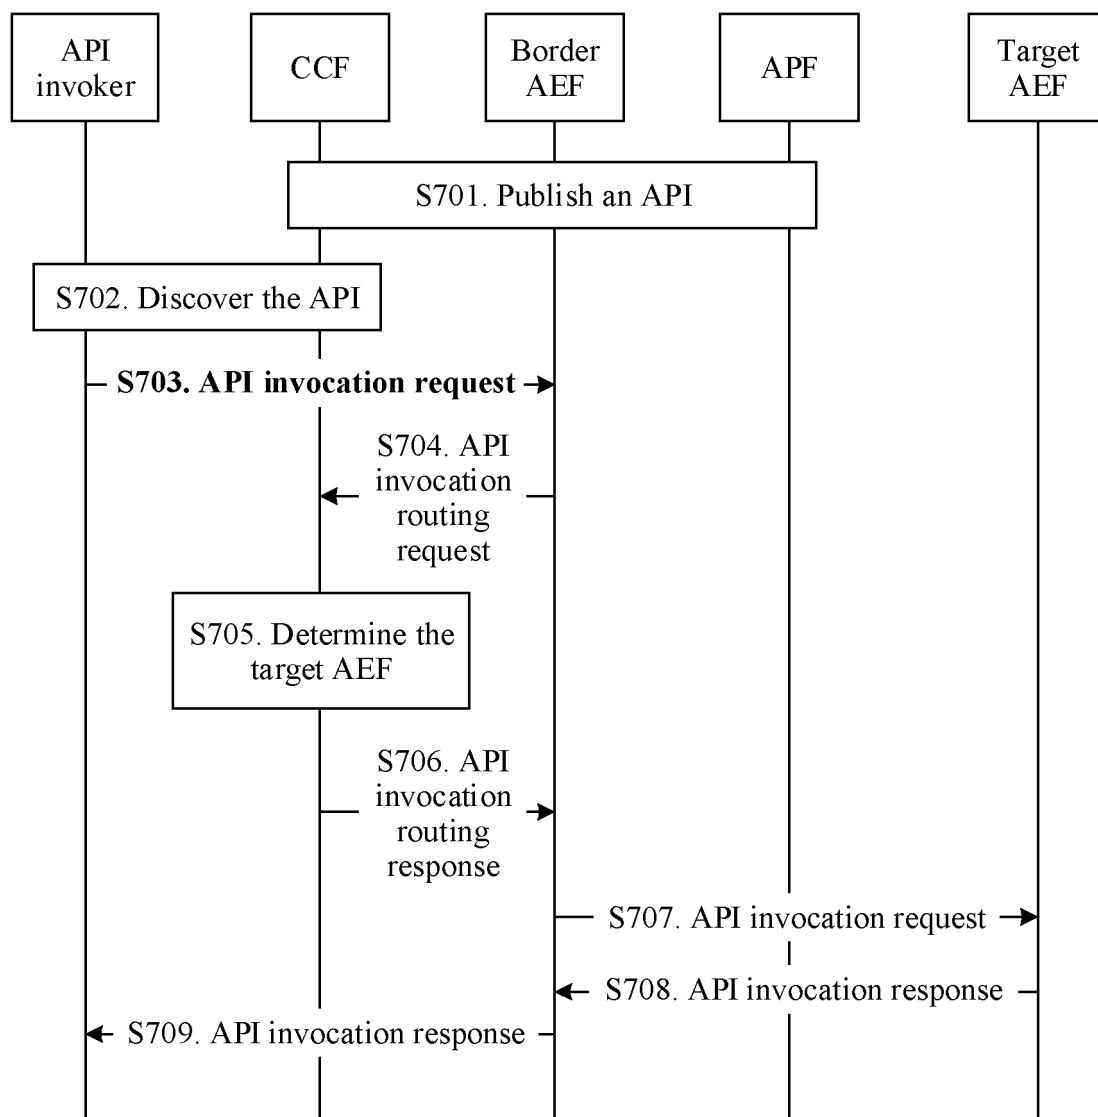 API
invoker
CCF
Border
AEF
APF
Target
AEF
S701. Publish an API
S702. Discover the API
S703. API invocation request
S704. API
invocation
routing
request
S705. Determine the
target AEF
S706. API
invocation
routing
response
S707. API invocation request
S708. API invocation response
S709. API invocation response